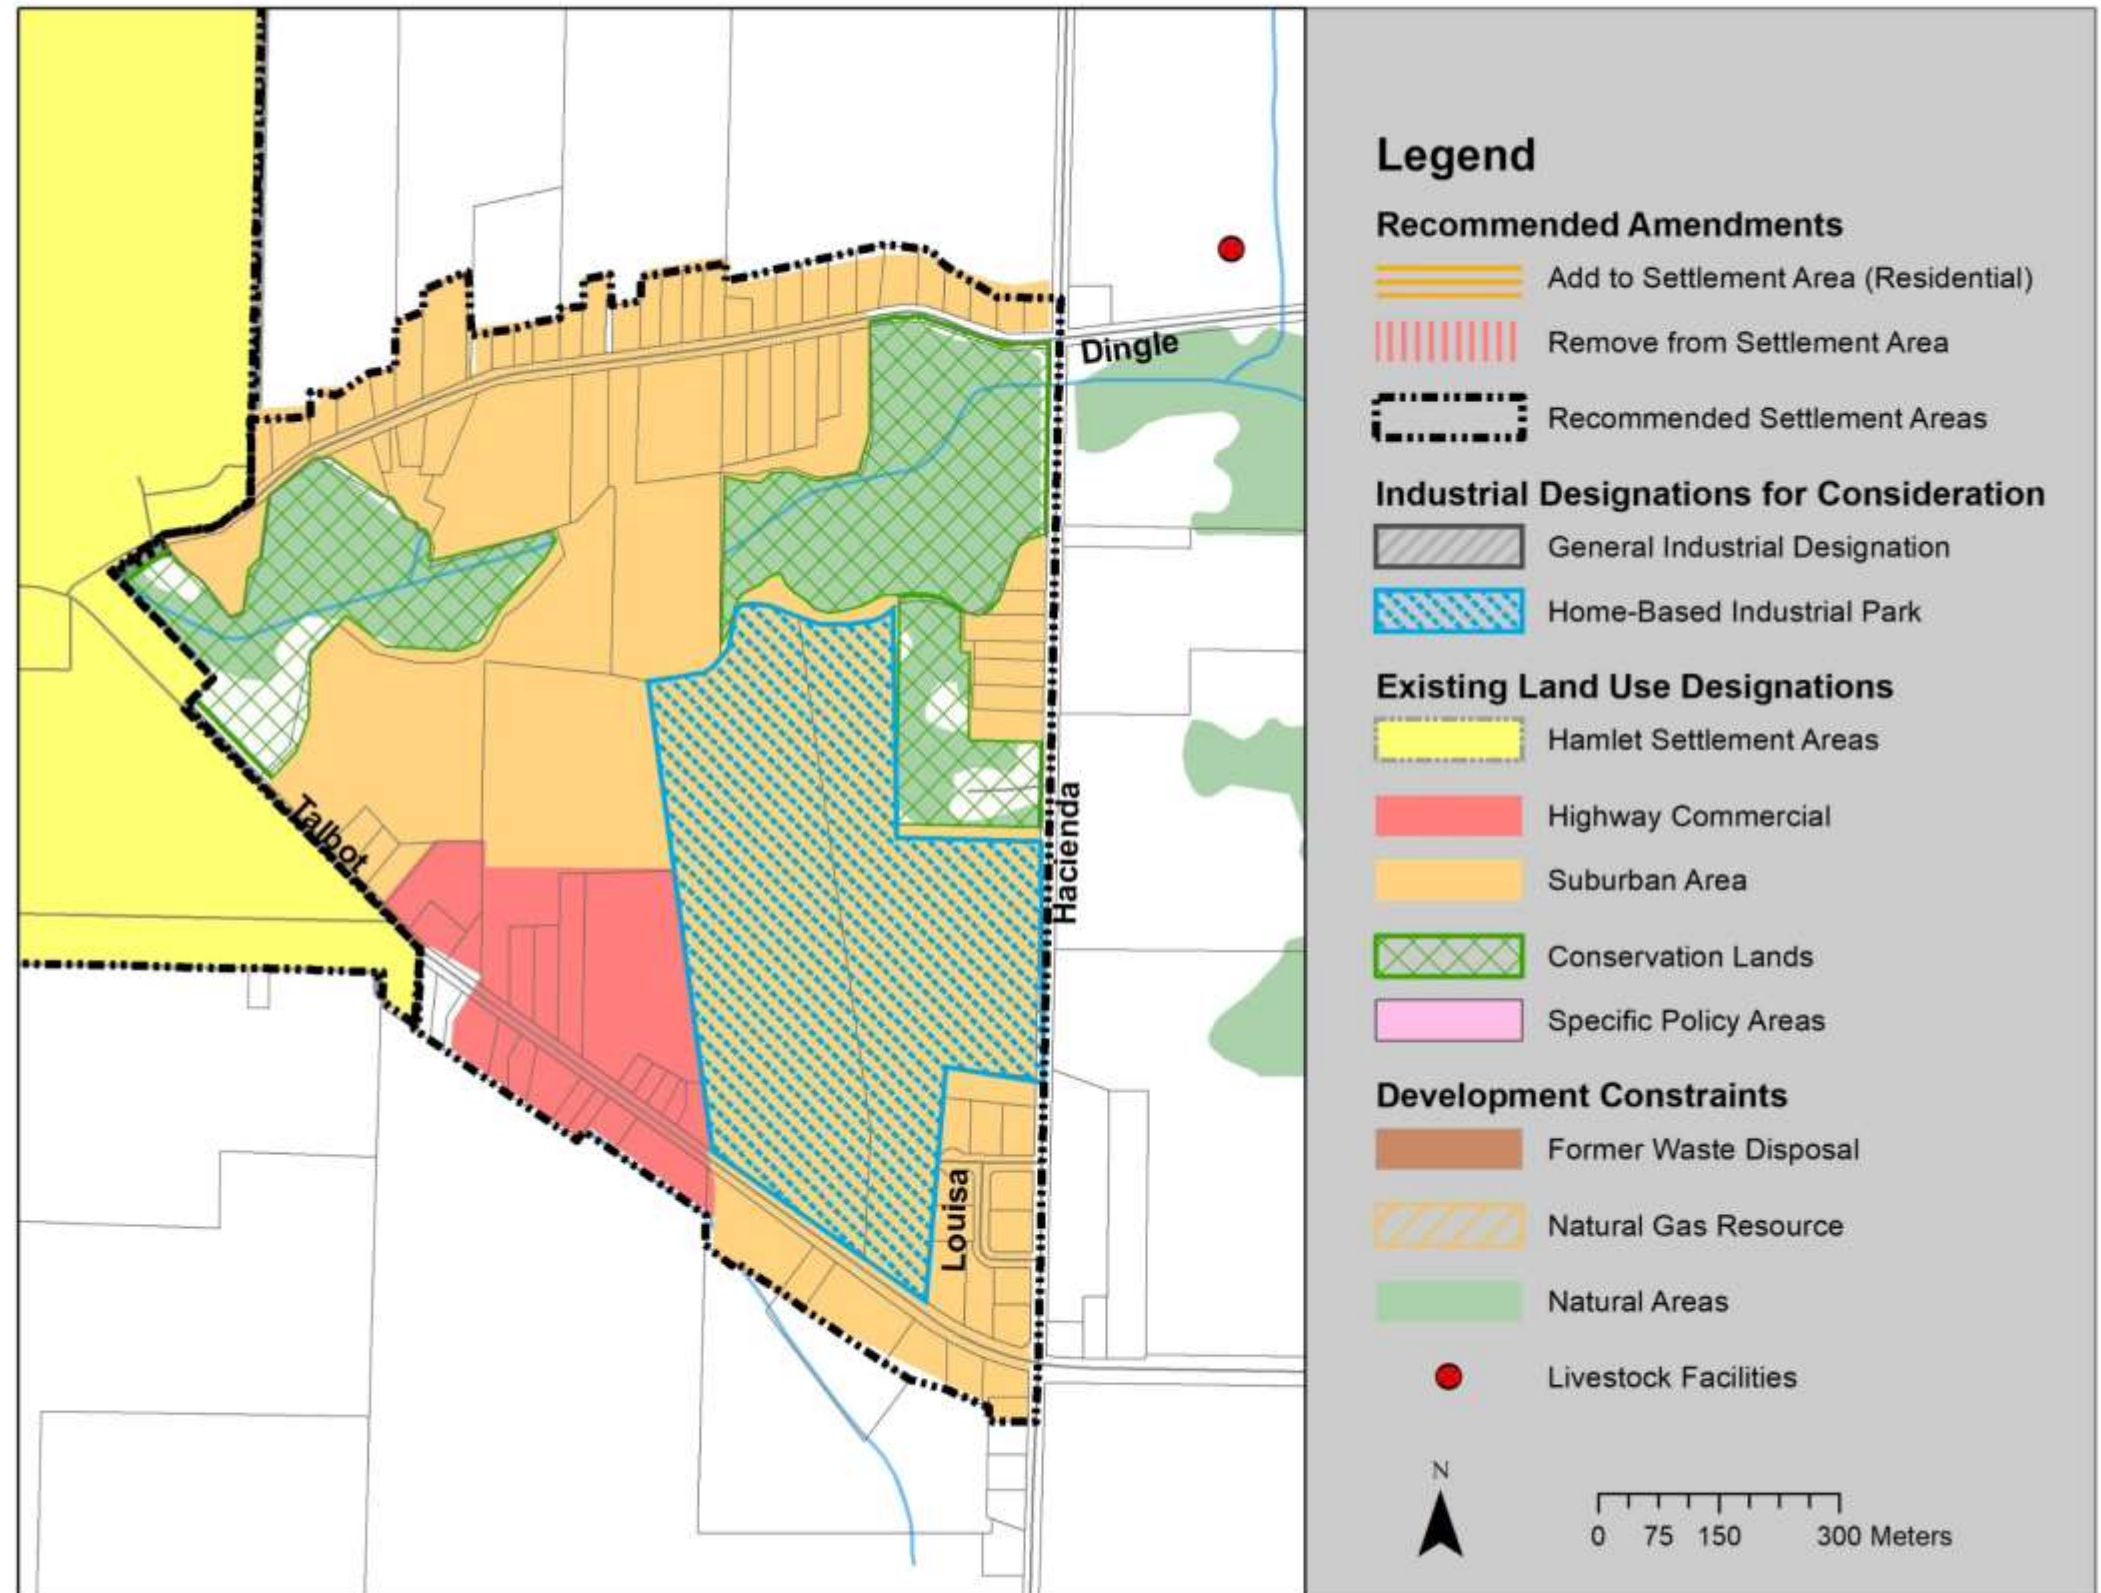 Dingle
Talbot
Hacienda
Louisa
Legend
Recommended Amendments
Add to Settlement Area (Residential)
Remove from Settlement Area
Recommended Settlement Areas
Industrial Designations for Consideration
General Industrial Designation
Home-Based Industrial Park
Existing Land Use Designations
Hamlet Settlement Areas
Highway Commercial
Suburban Area
Conservation Lands
Specific Policy Areas
Development Constraints
Former Waste Disposal
Natural Gas Resource
Natural Areas
Livestock Facilities
N
0 75 150 300 Meters